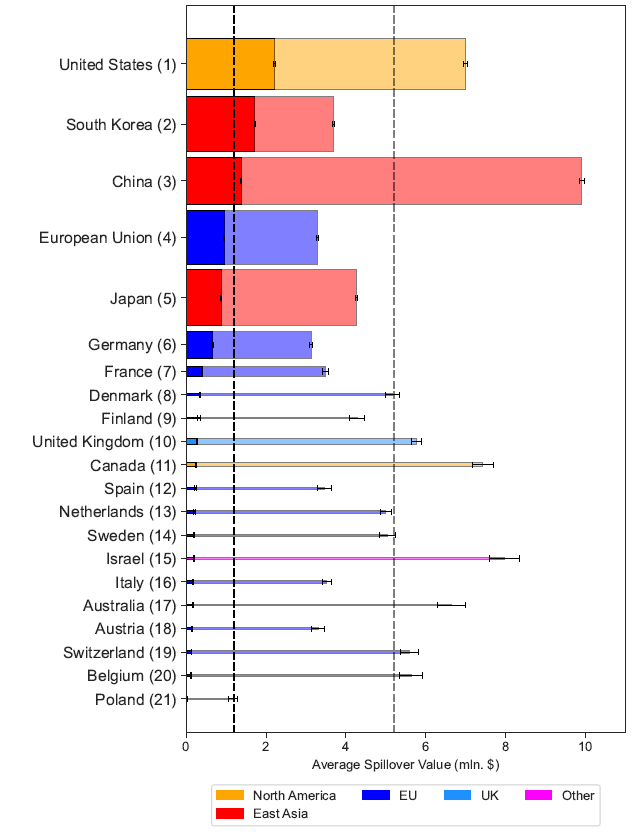 United States (1)
South Korea (2)
China (3)
European Union (4)
Japan (5)
Germany (6)
France (7)
Denmark (8)
Finland (9)
United Kingdom (10)
Canada (11)
Spain (12)
Netherlands (13)
Sweden (14)
Israel (15)
Italy (16)
Australia (17)
Austria (18)
Switzerland (19)
Belgium (20)
Poland (21)
0 2 4 6 8 10
Average Spillover Value (mln. $)
North America EU UK Other
East Asia